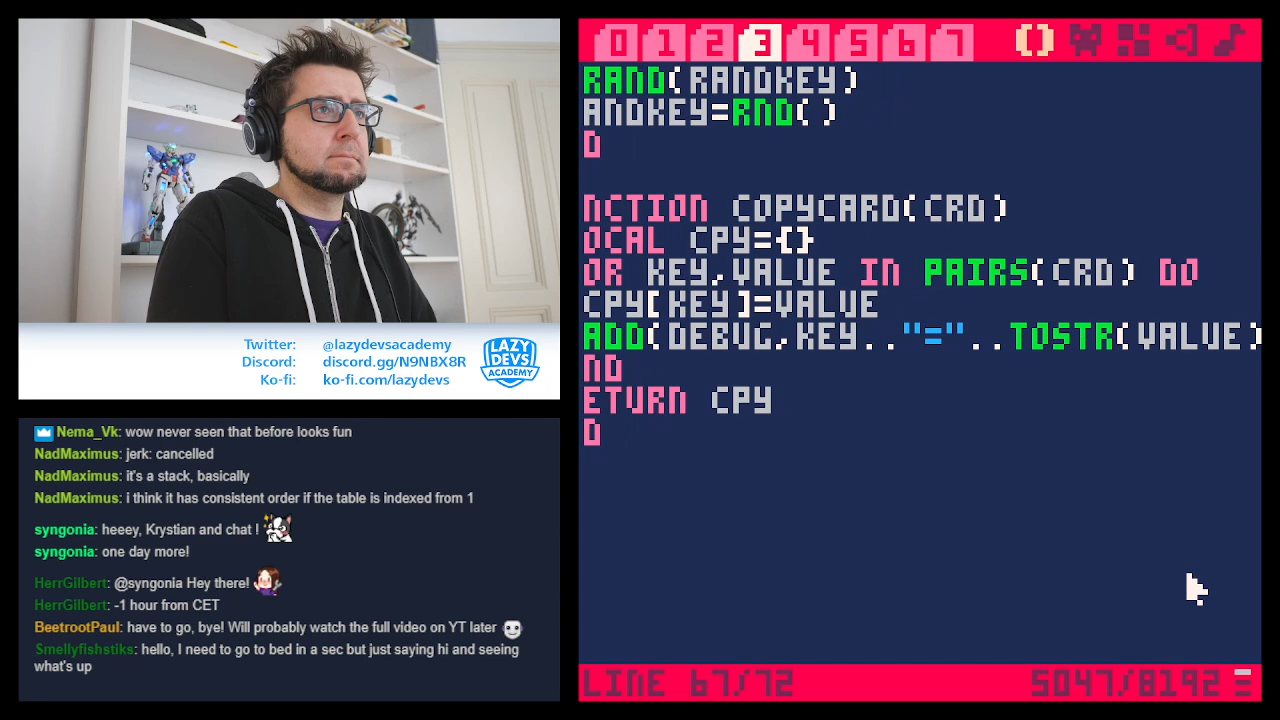 Twitter: @lazydevsacademy
Discord: discord.gg/N9NBX8R
Ko-fi: ko-fi.com/lazydevs
LAZY
DEVS
ACADEMY
Nema_Vk: wow never seen that before looks fun
NadMaximus: jerk: cancelled
NadMaximus: it's a stack, basically
NadMaximus: i think it has consistent order if the table is indexed from 1
syngonia: heeey, Krystian and chat !
syngonia: one day more!
HerrGilbert: @syngonia Hey there!
HerrGilbert: -1 hour from CET
BeetrootPaul: have to go, bye! Will probably watch the full video on YT later
Smellyfishstiks: hello, I need to go to bed in a sec but just saying hi and seeing
what's up
0 1 2 3 4 5 6 7 ()
RAND(RANDKEY)
ANDKEY=RND()
D
NCTION COPYCARD(CRD)
OCAL CPY={}
OR KEY,VALUE IN PAIRS(CRD) DO
CPY[KEY]=VALUE
ADD(DEBUG,KEY.."="..TOSTR(VALUE)
ND
ETURN CPY
D
LINE 67/72 5047/8192